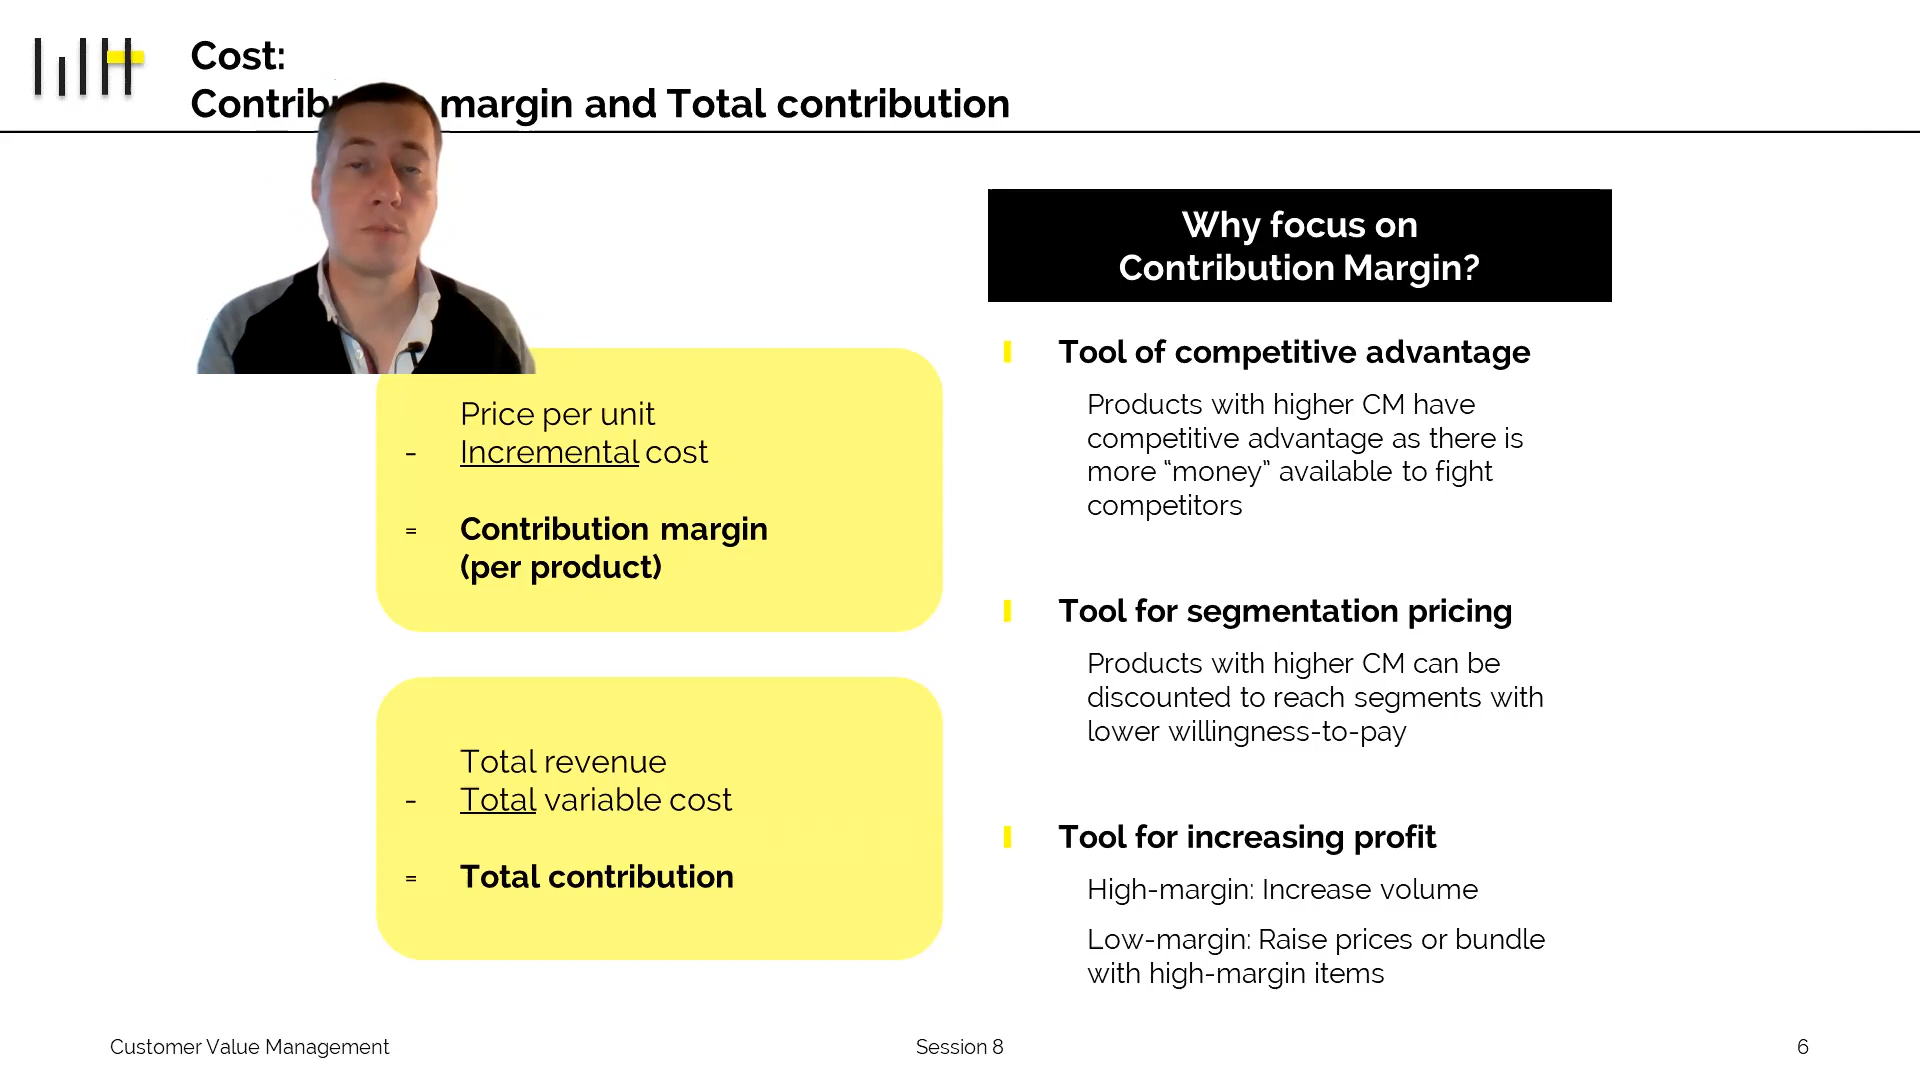 Cost:
Contrib margin and Total contribution
Price per unit
- Incremental cost
= Contribution margin
(per product)
Total revenue
- Total variable cost
= Total contribution
Why focus on
Contribution Margin?
Tool of competitive advantage
Products with higher CM have
competitive advantage as there is
more “money” available to fight
competitors
Tool for segmentation pricing
Products with higher CM can be
discounted to reach segments with
lower willingness-to-pay
Tool for increasing profit
High-margin: Increase volume
Low-margin: Raise prices or bundle
with high-margin items
Customer Value Management
Session 8
6